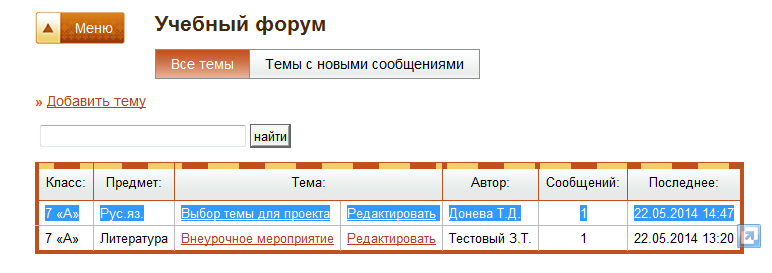 Меню
Учебный форум
Все темы Темы с новыми сообщениями
» Добавить тему
найти
Класс: Предмет: Тема: Автор: Сообщений: Последнее:
7 «А» Рус.яз. Выбор темы для проекта Редактировать Донева Т.Д. 1 22.05.2014 14:47
7 «А» Литература Внеурочное мероприятие Редактировать Тестовый З.Т. 1 22.05.2014 13:20